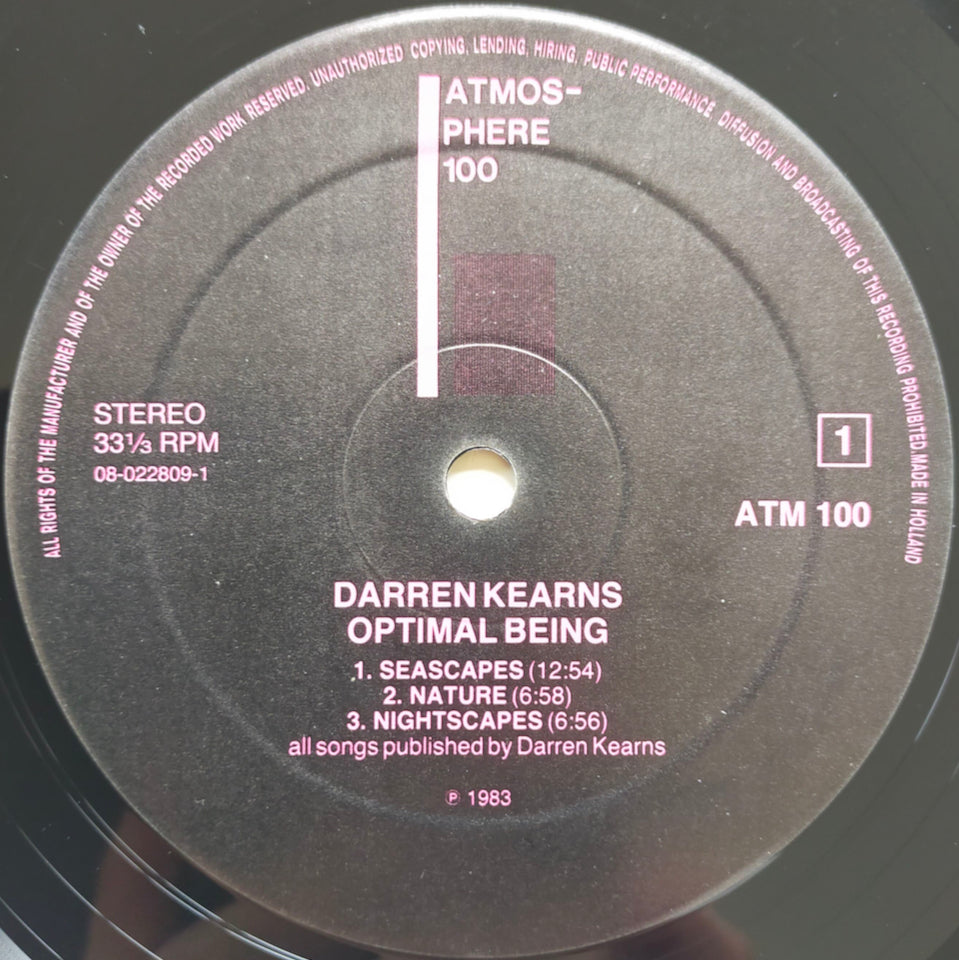 ALL RIGHTS OF THE MANUFACTURER AND OF THE OWNER OF THE RECORDED WORK RESERVED. UNAUTHORIZED COPYING, LENDING, HIRING, PUBLIC PERFORMANCE, DIFFUSION AND BROADCASTING OF THIS RECORDING PROHIBITED. MADE IN HOLLAND
ATMOS-
PHERE
100
STEREO
33⅓ RPM
08-022809-1
1
ATM 100
DARREN KEARNS
OPTIMAL BEING
1. SEASCAPES (12:54)
2. NATURE (6:58)
3. NIGHTSCAPES (6:56)
all songs published by Darren Kearns
℗ 1983